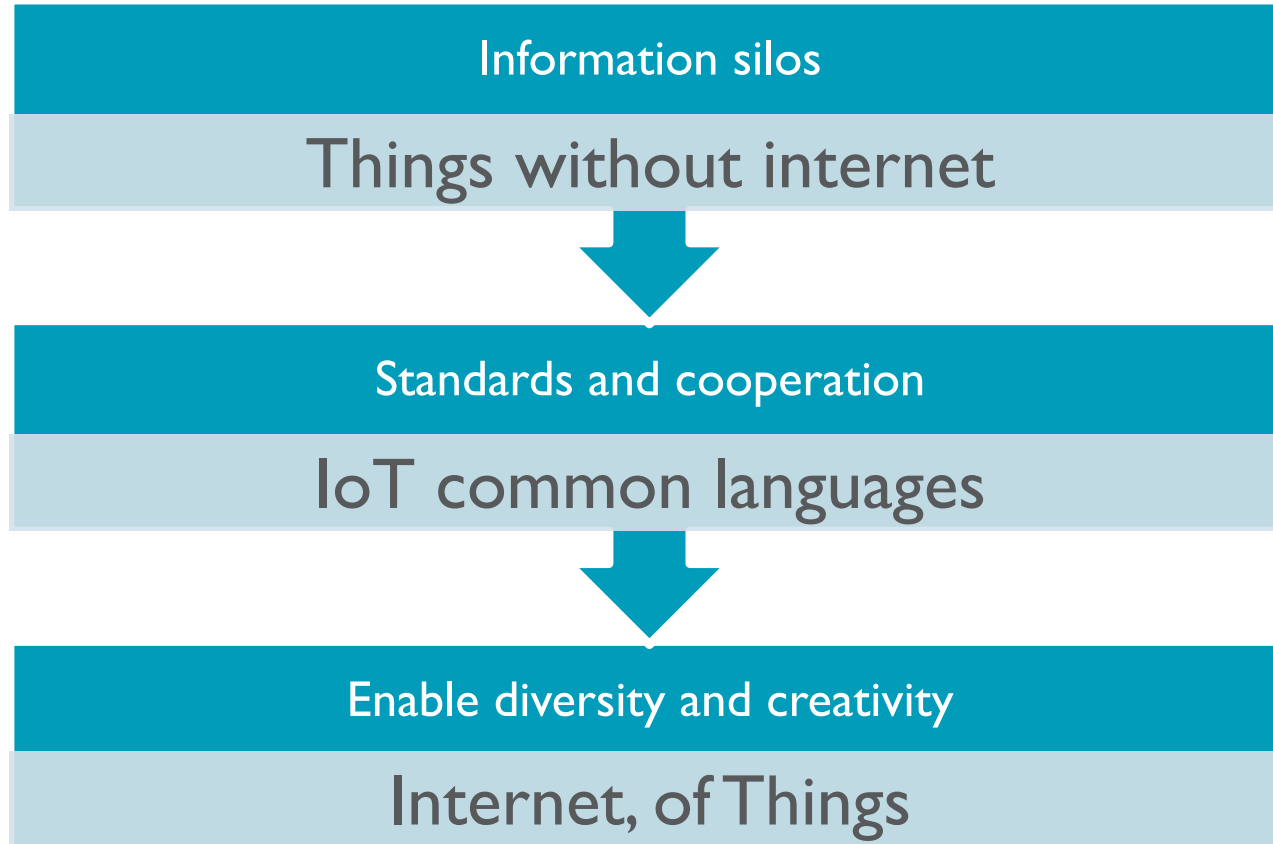 Information silos
Things without internet
Standards and cooperation
IoT common languages
Enable diversity and creativity
Internet, of Things